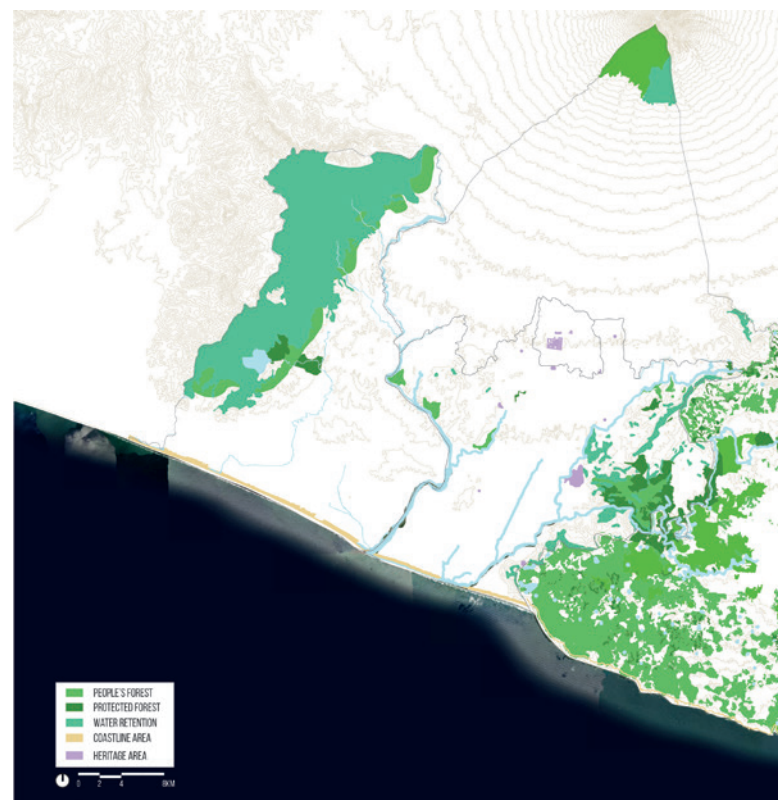 PEOPLE'S FOREST
PROTECTED FOREST
WATER RETENTION
COASTLINE AREA
HERITAGE AREA
0 2 4 8KM